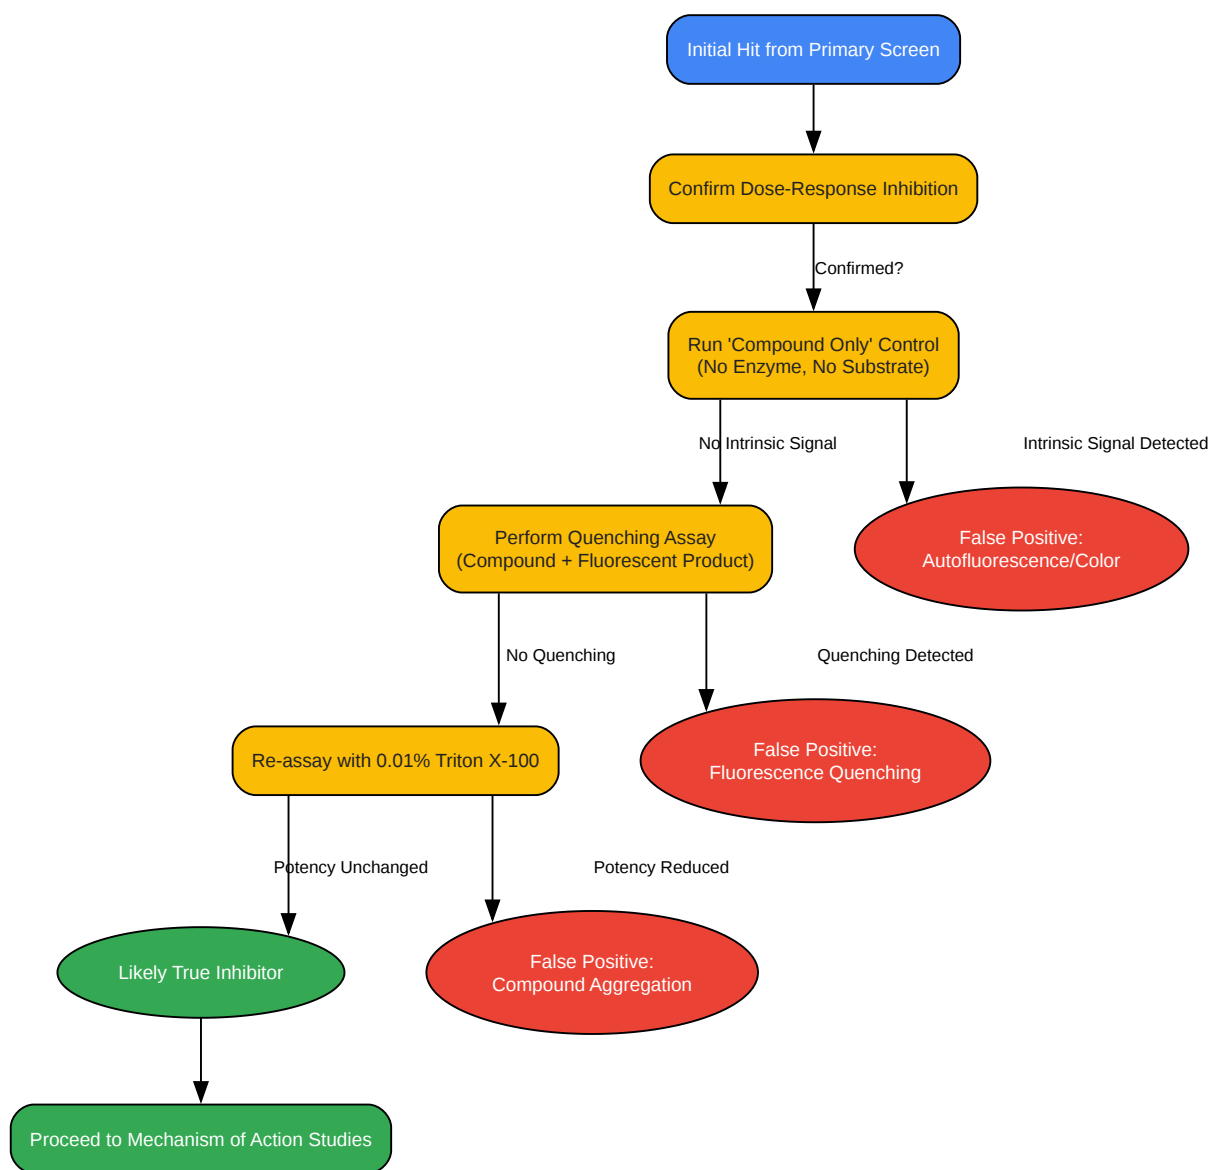 Initial Hit from Primary Screen
Confirm Dose-Response Inhibition
Confirmed?
Run 'Compound Only' Control
(No Enzyme, No Substrate)
No Intrinsic Signal
Intrinsic Signal Detected
Perform Quenching Assay
(Compound + Fluorescent Product)
False Positive:
Autofluorescence/Color
No Quenching
Quenching Detected
Re-assay with 0.01% Triton X-100
False Positive:
Fluorescence Quenching
Potency Unchanged
Potency Reduced
Likely True Inhibitor
False Positive:
Compound Aggregation
Proceed to Mechanism of Action Studies